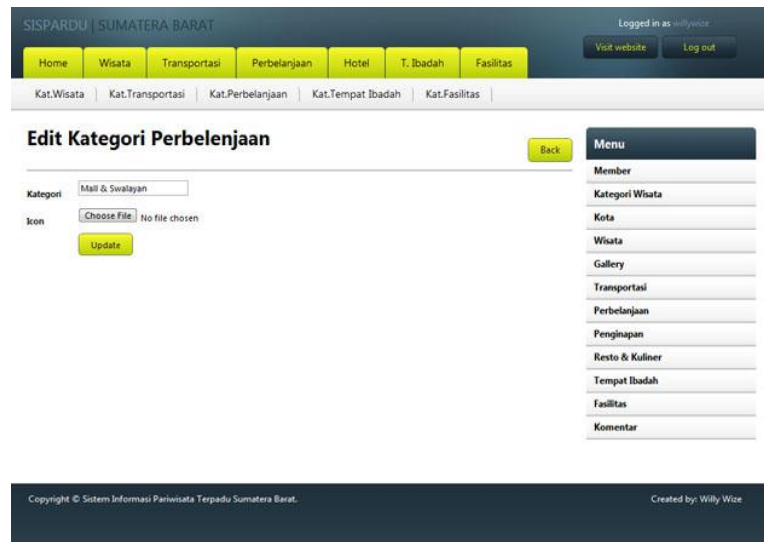 SISPARDU | SUMATERA BARAT
Logged in as willywize
Visit website
Log out
Home
Wisata
Transportasi
Perbelanjaan
Hotel
T. Ibadah
Fasilitas
Kat.Wisata
Kat.Transportasi
Kat.Perbelanjaan
Kat.Tempat Ibadah
Kat.Fasilitas
Edit Kategori Perbelenjaan
Back
Kategori
Mall & Swalayan
Icon
Choose File No file chosen
Update
Menu
Member
Kategori Wisata
Kota
Wisata
Gallery
Transportasi
Perbelanjaan
Penginapan
Resto & Kuliner
Tempat Ibadah
Fasilitas
Komentar
Copyright © Sistem Informasi Pariwisata Terpadu Sumatera Barat.
Created by: Willy Wize